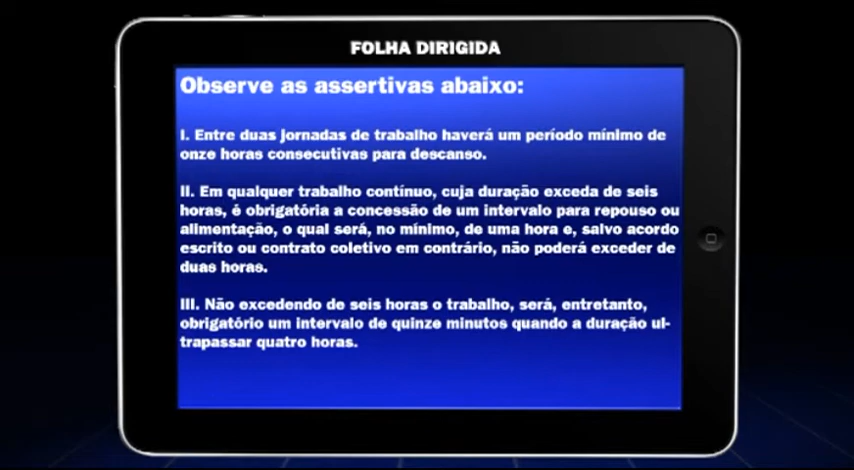 FOLHA DIRIGIDA
Observe as assertivas abaixo:
I. Entre duas jornadas de trabalho haverá um período mínimo de
onze horas consecutivas para descanso.
II. Em qualquer trabalho contínuo, cuja duração exceda de seis
horas, é obrigatória a concessão de um intervalo para repouso ou
alimentação, o qual será, no mínimo, de uma hora e, salvo acordo
escrito ou contrato coletivo em contrário, não poderá exceder de
duas horas.
III. Não excedendo de seis horas o trabalho, será, entretanto,
obrigatório um intervalo de quinze minutos quando a duração ul-
trapassar quatro horas.